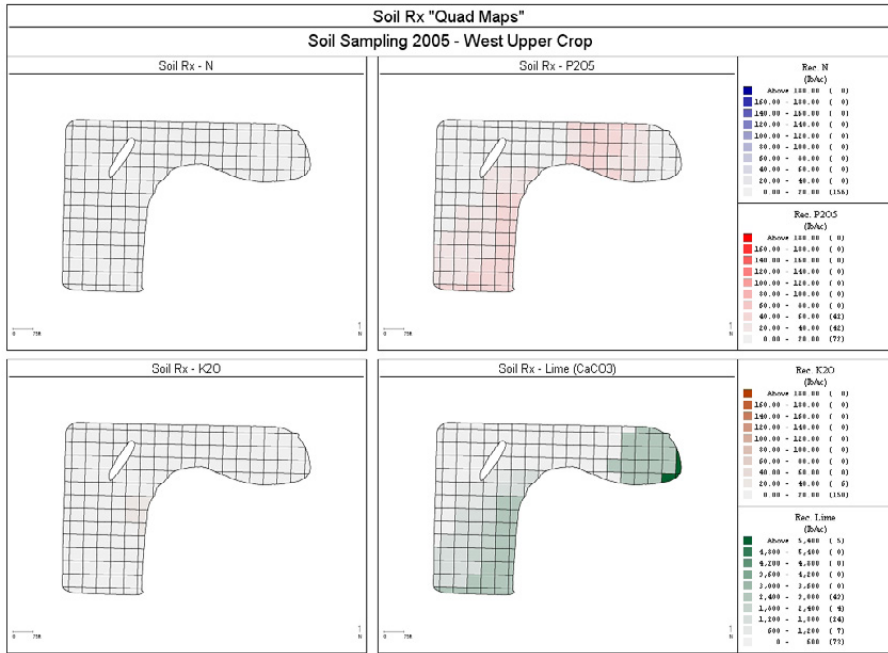 Soil Rx "Quad Maps"
Soil Sampling 2005 - West Upper Crop
Soil Rx - N
Soil Rx - P2O5
Rec. N
(lb/Ac)
Above 180.00 ( 0)
160.00 - 180.00 ( 0)
140.00 - 160.00 ( 0)
120.00 - 140.00 ( 0)
100.00 - 120.00 ( 0)
80.00 - 100.00 ( 0)
60.00 - 80.00 ( 0)
40.00 - 60.00 ( 0)
20.00 - 40.00 ( 0)
0.00 - 20.00 (156)
Rec. P2O5
(lb/Ac)
Above 180.00 ( 0)
160.00 - 180.00 ( 0)
140.00 - 160.00 ( 0)
120.00 - 140.00 ( 0)
100.00 - 120.00 ( 0)
80.00 - 100.00 ( 0)
60.00 - 80.00 ( 0)
40.00 - 60.00 (42)
20.00 - 40.00 (42)
0.00 - 20.00 (72)
0
N
0
N
Soil Rx - K2O
Soil Rx - Lime (CaCO3)
Rec. K2O
(lb/Ac)
Above 180.00 ( 0)
160.00 - 180.00 ( 0)
140.00 - 160.00 ( 0)
120.00 - 140.00 ( 0)
100.00 - 120.00 ( 0)
80.00 - 100.00 ( 0)
60.00 - 80.00 ( 0)
40.00 - 60.00 ( 0)
20.00 - 40.00 ( 6)
0.00 - 20.00 (150)
Rec. Lime
(lb/Ac)
Above 5,400 ( 5)
4,800 - 5,400 ( 0)
4,200 - 4,800 ( 0)
3,600 - 4,200 ( 0)
3,000 - 3,600 ( 0)
2,400 - 3,000 (42)
1,800 - 2,400 ( 4)
1,200 - 1,800 (24)
600 - 1,200 ( 7)
0 - 600 (73)
0
N
0
N